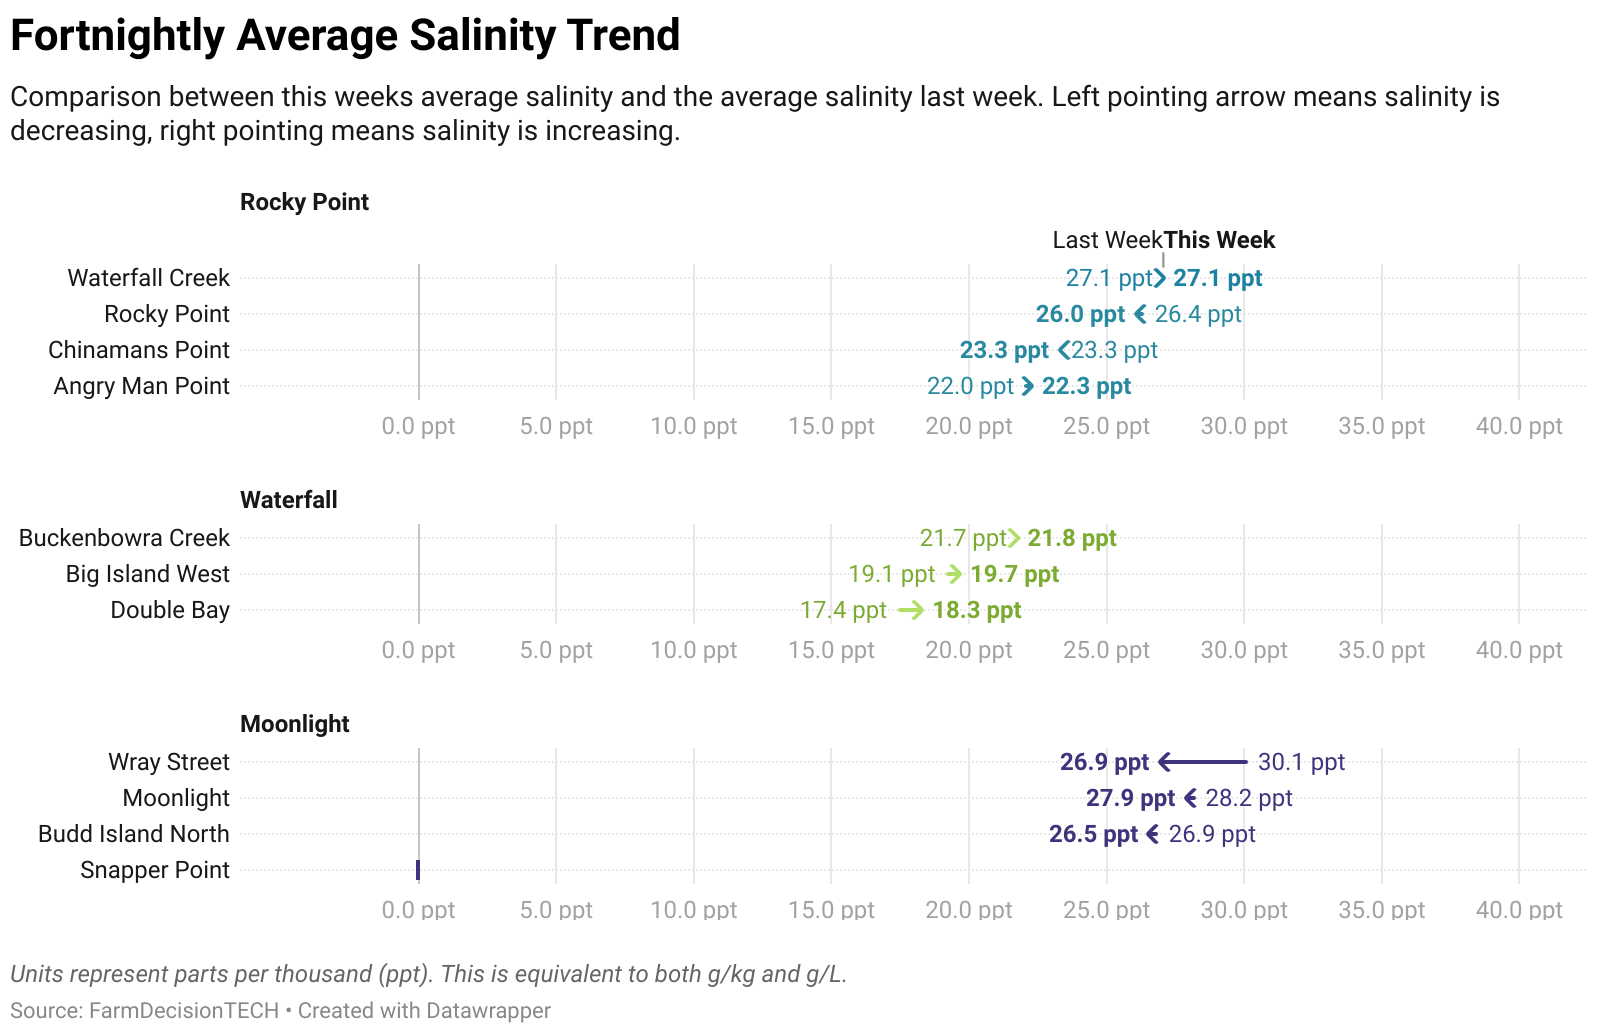 Fortnightly Average Salinity Trend
Comparison between this weeks average salinity and the average salinity last week. Left pointing arrow means salinity is
decreasing, right pointing means salinity is increasing.
Rocky Point
Last Week This Week
Waterfall Creek 27.1 ppt 27.1 ppt
Rocky Point 26.0 ppt 26.4 ppt
Chinamans Point 23.3 ppt 23.3 ppt
Angry Man Point 22.0 ppt 22.3 ppt
0.0 ppt 5.0 ppt 10.0 ppt 15.0 ppt 20.0 ppt 25.0 ppt 30.0 ppt 35.0 ppt 40.0 ppt
Waterfall
Buckenbowra Creek 21.7 ppt 21.8 ppt
Big Island West 19.1 ppt 19.7 ppt
Double Bay 17.4 ppt 18.3 ppt
0.0 ppt 5.0 ppt 10.0 ppt 15.0 ppt 20.0 ppt 25.0 ppt 30.0 ppt 35.0 ppt 40.0 ppt
Moonlight
Wray Street 26.9 ppt 30.1 ppt
Moonlight 27.9 ppt 28.2 ppt
Budd Island North 26.5 ppt 26.9 ppt
Snapper Point
0.0 ppt 5.0 ppt 10.0 ppt 15.0 ppt 20.0 ppt 25.0 ppt 30.0 ppt 35.0 ppt 40.0 ppt
Units represent parts per thousand (ppt). This is equivalent to both g/kg and g/L.
Source: FarmDecisionTECH • Created with Datawrapper